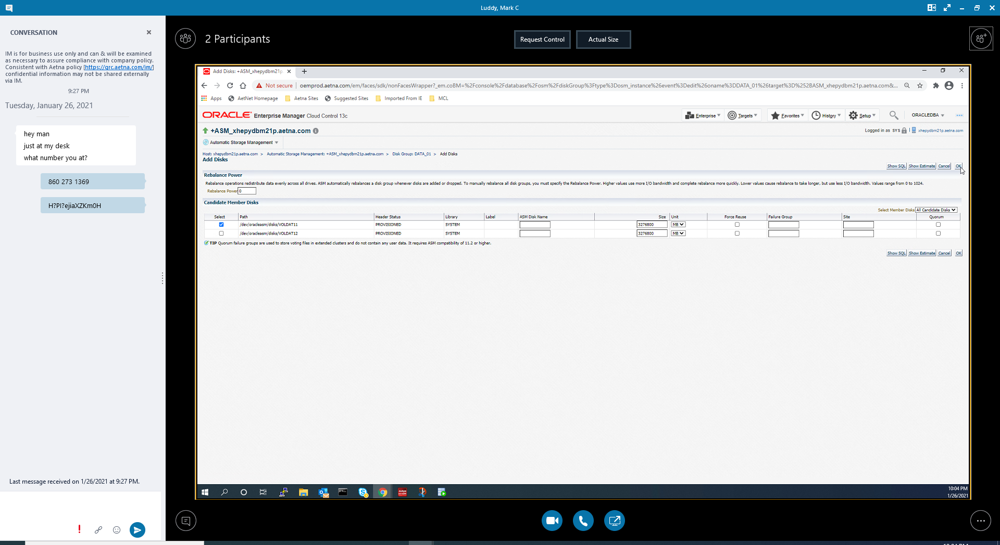 Luddy, Mark C
CONVERSATION
IM is for business use only and can & will be examined
as necessary to assure compliance with company policy.
Consistent with Aetna policy [https://grc.aetna.com/im/]
confidential information may not be shared externally
via IM.
9:27 PM
Tuesday, January 26, 2021
hey man
just at my desk
what number you at?
860 273 1369
H?PI?ejiaXZKm0H
Last message received on 1/26/2021 at 9:27 PM.
2 Participants
Request Control
Actual Size
Add Disks: +ASM_xhepydbm21p
Not secure
oemprod.aetna.com/em/faces/sdk/nonFacesWrapper?_em.coBM=%2Fconsole%2Fdatabase%2Fosm%2FdiskGroup%3Ftype%3Dosm_instance%26event%3Dedit%26oname%3DDATA_01%26target%3D%252BASM_xhepydbm21p.aetna.com&...
Apps AetNet Homepage Aetna Sites Suggested Sites Imported From IE MCL
ORACLE Enterprise Manager Cloud Control 13c
Enterprise Targets Favorites History Setup ORACLEDBA
+ASM_xhepydbm21p.aetna.com
Logged in as SYS xhepydbm21p.aetna.com
Automatic Storage Management
Host: xhepydbm21p.aetna.com > Automatic Storage Management: +ASM_xhepydbm21p.aetna.com > Disk Group: DATA_01 > Add Disks
Add Disks
Show SQL Show Estimate Cancel OK
Rebalance Power
Rebalance operations redistribute data evenly across all drives. ASM automatically rebalances a disk group whenever disks are added or dropped. To manually rebalance all disk groups, you must specify the Rebalance Power. Higher values use more I/O bandwidth and complete rebalance more quickly. Lower values cause rebalance to take longer, but use less I/O bandwidth. Values range from 0 to 1024.
Rebalance Power 0
Candidate Member Disks
Select Member Disks All Candidate Disks
Select Path Header Status Library Label ASM Disk Name Size Unit Force Reuse Failure Group Site Quorum
/dev/oracleasm/disks/VOLDAT11 PROVISIONED SYSTEM 3276800 MB
/dev/oracleasm/disks/VOLDAT12 PROVISIONED SYSTEM 3276800 MB
TIP Quorum failure groups are used to store voting files in extended clusters and do not contain any user data. It requires ASM compatibility of 11.2 or higher.
Show SQL Show Estimate Cancel OK
10:04 PM
1/26/2021